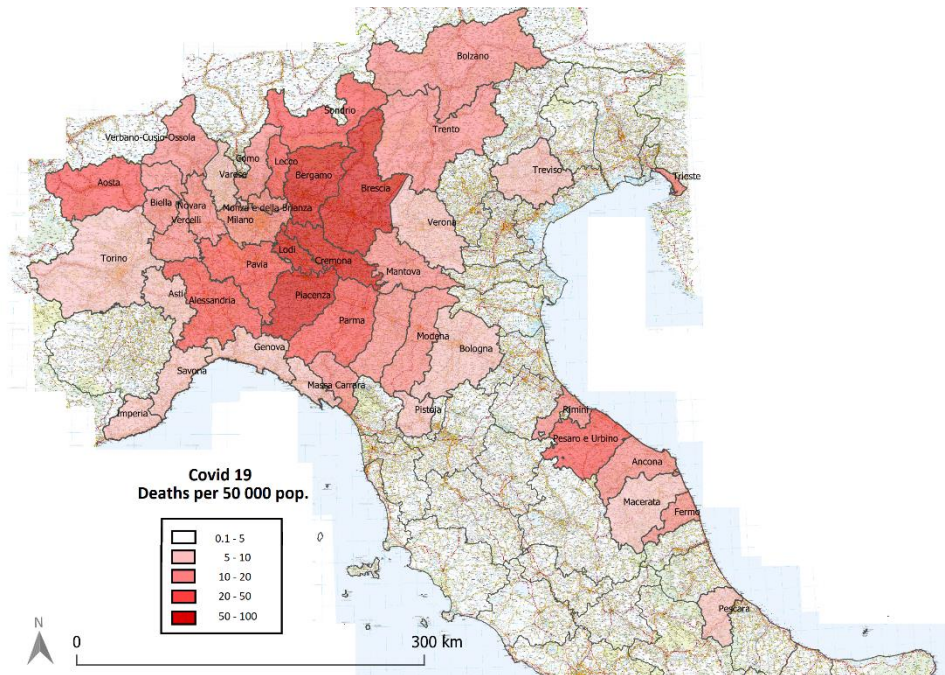 Bolzano
Sondrio
Trento
Verbano-Cusio-Ossola
Como
Lecco
Varese
Bergamo
Treviso
Trieste
Aosta
Brescia
Biella
Novara
Monza e della Brianza
Vercelli
Milano
Verona
Lodi
Torino
Pavia
Cremona
Mantova
Asti
Alessandria
Piacenza
Parma
Modena
Genova
Bologna
Savona
Massa Carrara
Imperia
Pistoja
Rimini
Pesaro e Urbino
Ancona
Macerata
Fermo
Pescara
Covid 19
Deaths per 50 000 pop.
0.1 - 5
5 - 10
10 - 20
20 - 50
50 - 100
N
0 300 km